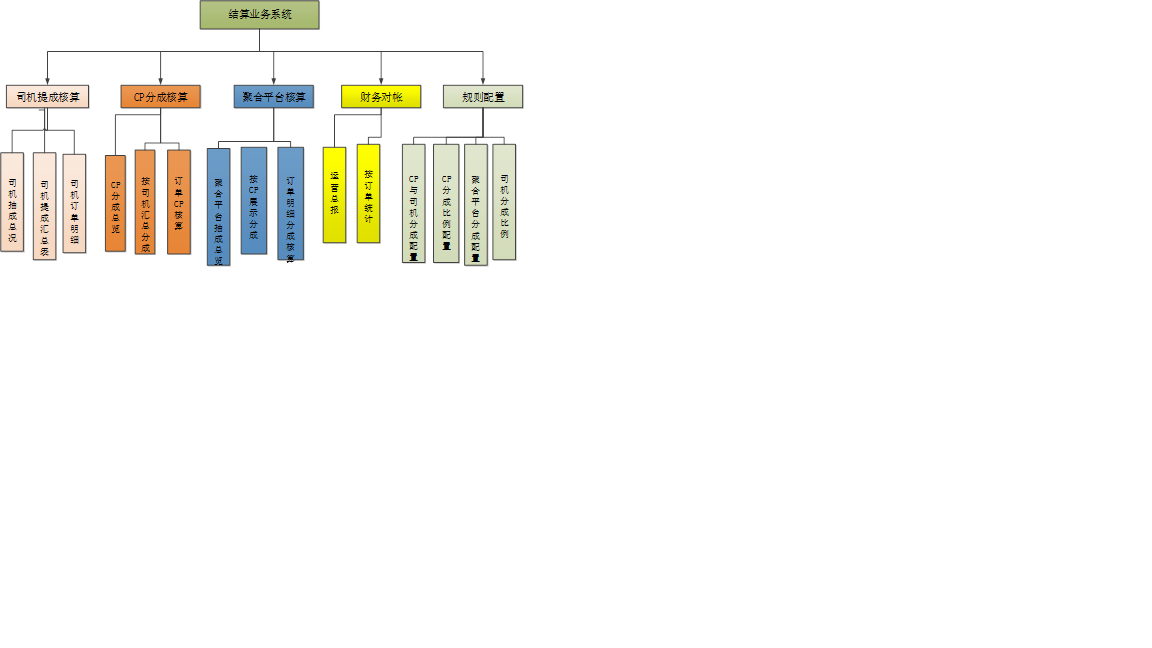 结算业务系统
司机提成核算
CP分成核算
聚合平台核算
财务对帐
规则配置
司机抽成总况
司机提成汇总表
司机订单明细
CP分成总览
按司机汇总分成
订单CP核算
聚合平台抽成总览
按CP展示分成
订单明细分成核算
运营总报
按订单统计
CP与司机分成配置
CP分成比例配置
聚合平台分成配置
司机分成比例